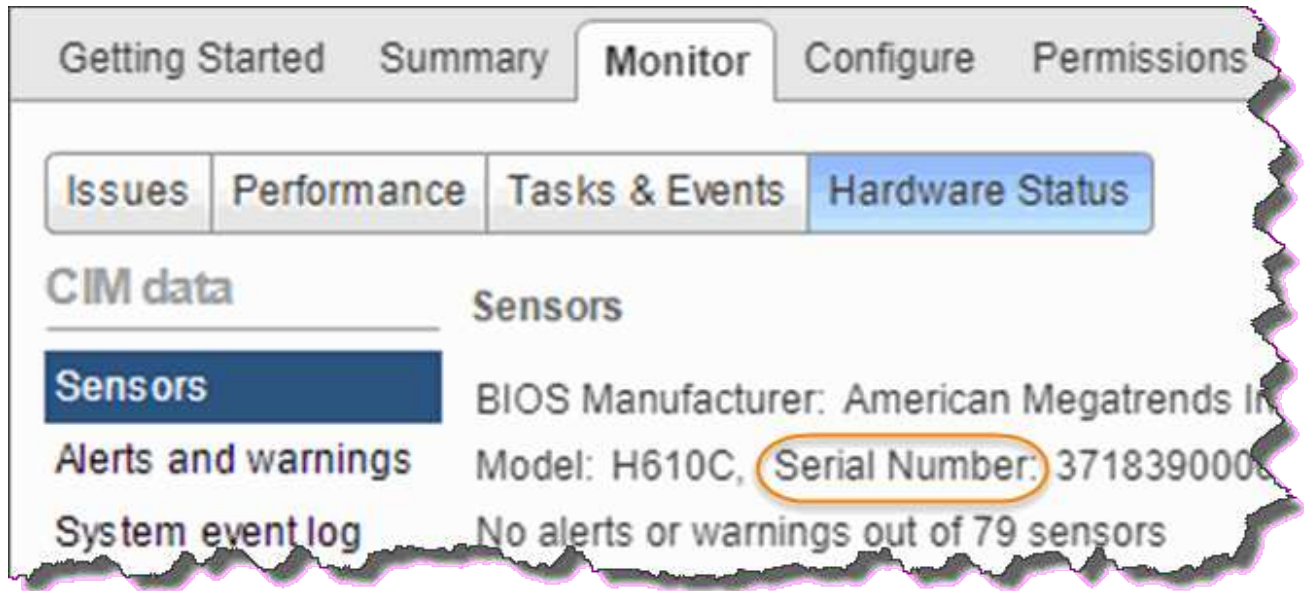 Getting Started Summary Monitor Configure Permissions
Issues Performance Tasks & Events Hardware Status
CIM data
Sensors
Sensors
BIOS Manufacturer: American Megatrends
Alerts and warnings
Model: H610C, Serial Number:
System event log
No alerts or warnings out of 79 sensors